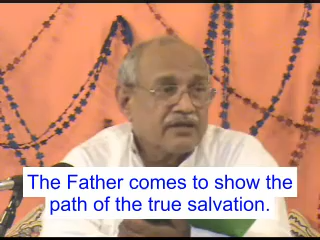 The Father comes to show the
path of the true salvation.